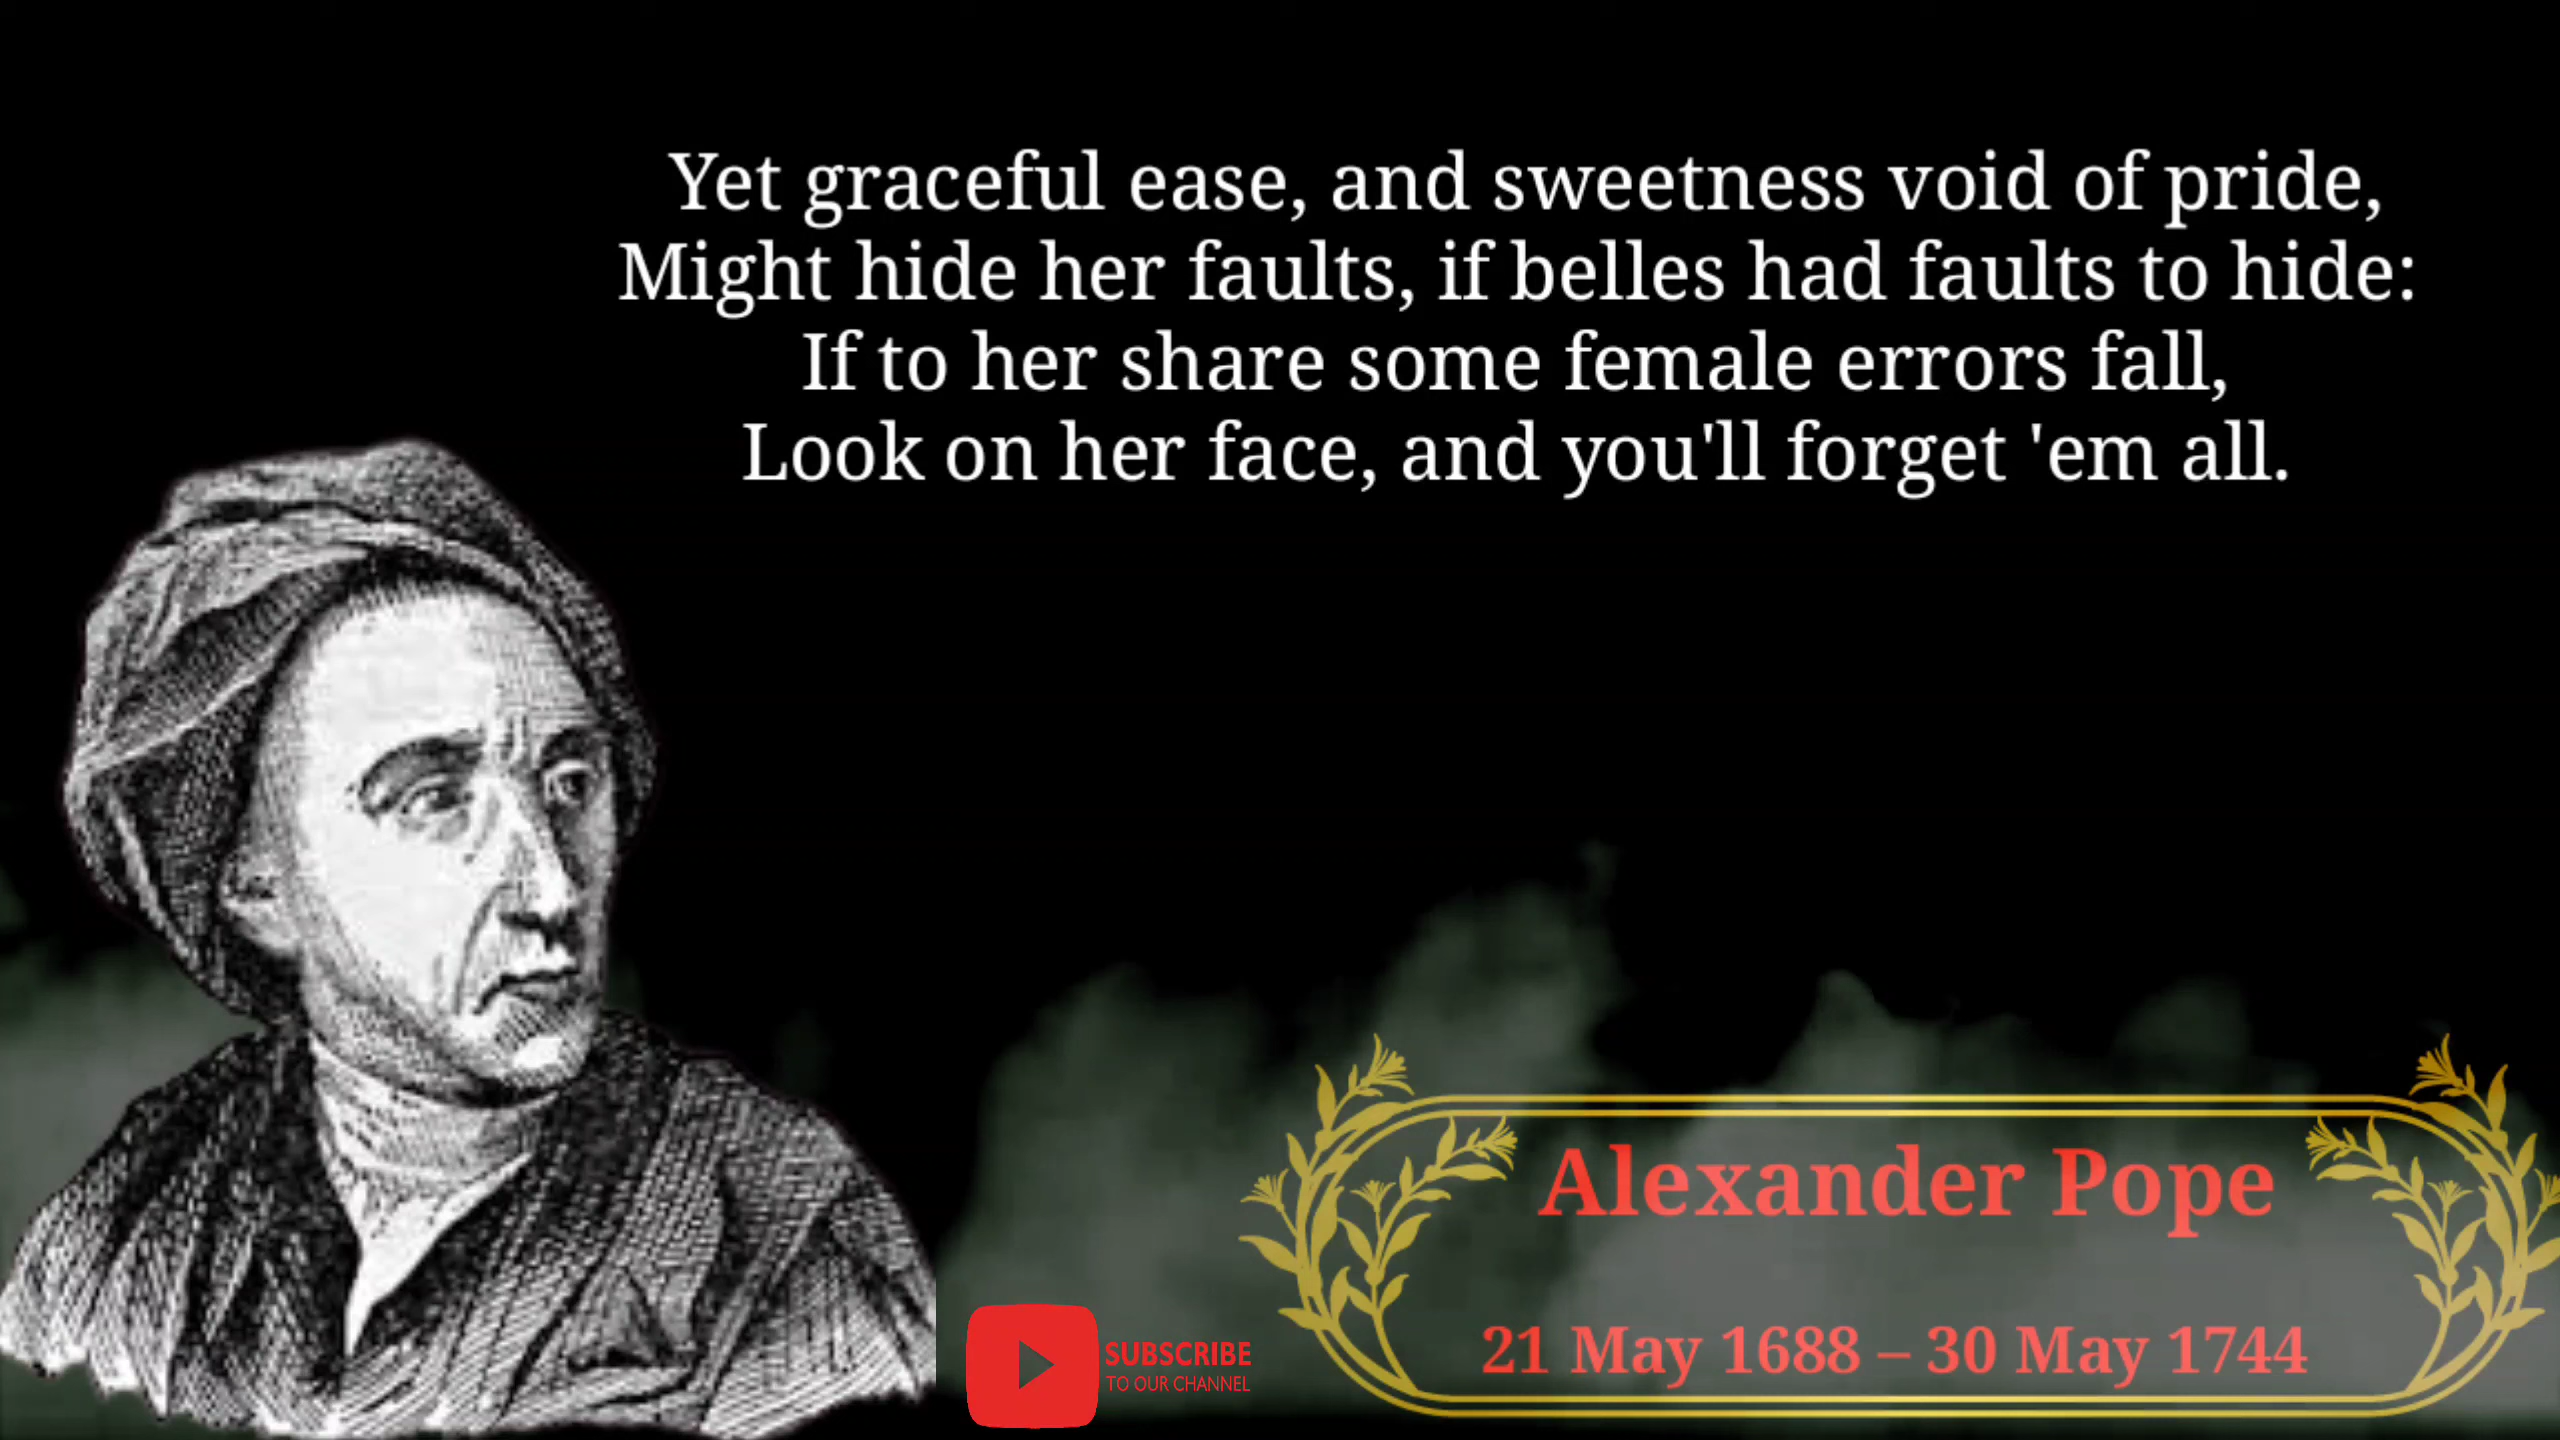 Yet graceful ease, and sweetness void of pride,
Might hide her faults, if belles had faults to hide:
If to her share some female errors fall,
Look on her face, and you'll forget 'em all.
Alexander Pope
21 May 1688 – 30 May 1744
SUBSCRIBE
TO OUR CHANNEL